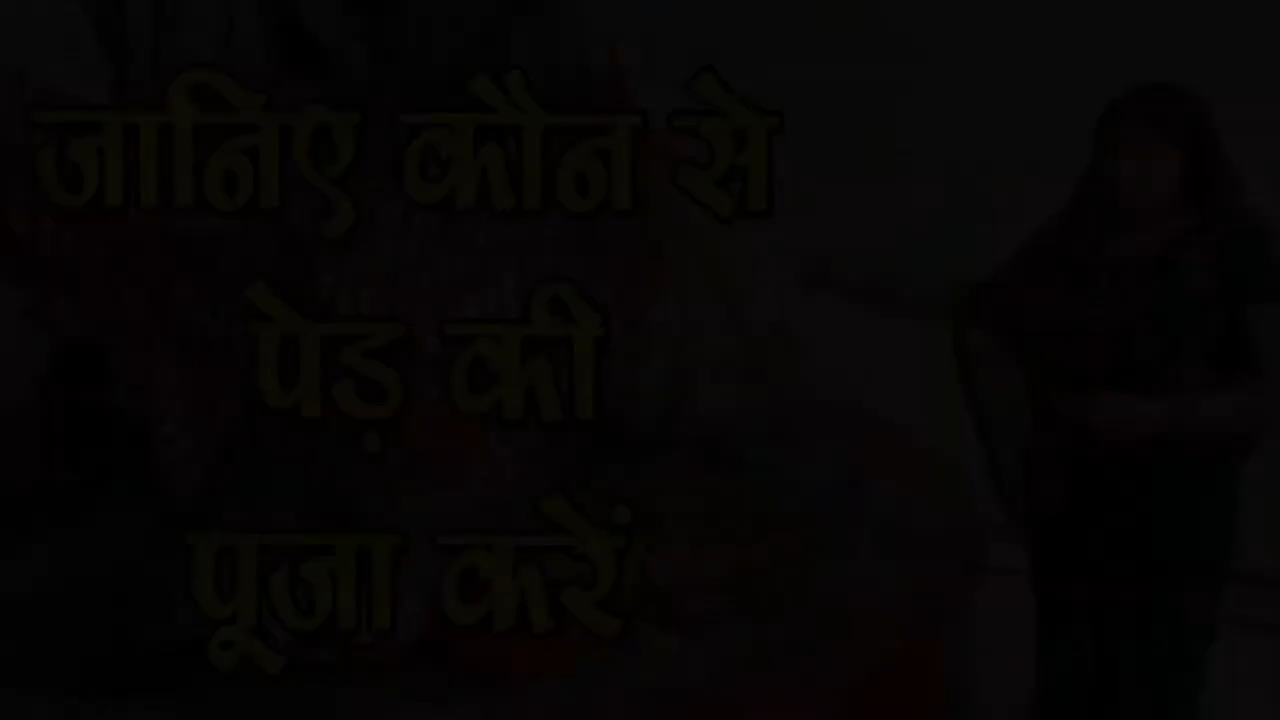 जानिए कौन से
पेड़ की
पूजा करें